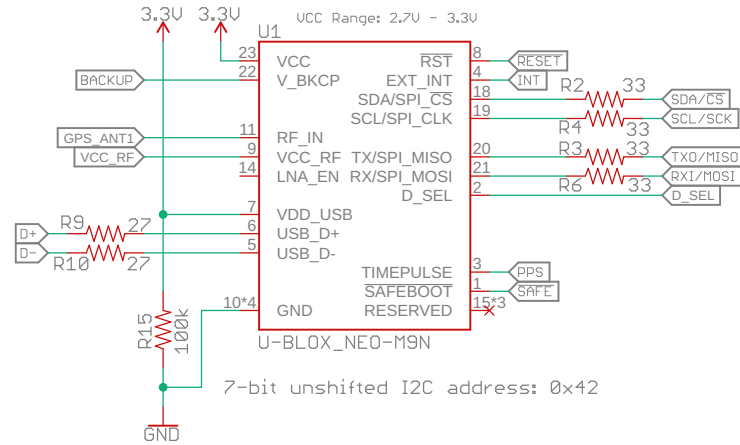 3.3V 3.3V VCC Range: 2.7V - 3.3V
U1
23 VCC RST 8 RESET
BACKUP 22 V_BKCP EXT_INT 4 INT
SDA/SPI_CS 18 R2 33 SDA/CS
SCL/SPI_CLK 19 R4 33 SCL/SCK
GPS_ANT1 11 RF_IN
VCC_RF 9 VCC_RF TX/SPI_MISO 20 R3 33 TXO/MISO
14 LNA_EN RX/SPI_MOSI 21 R6 33 RXI/MOSI
D_SEL 2 D_SEL
7 VDD_USB
D+ R9 27 6 USB_D+
D- R10 27 5 USB_D-
TIMEPULSE 3 PPS
SAFEBOOT 1 SAFE
10*4 GND RESERVED 15*3
R15 100k
U-BLOX_NEO-M9N
7-bit unshifted I2C address: 0x42
GND